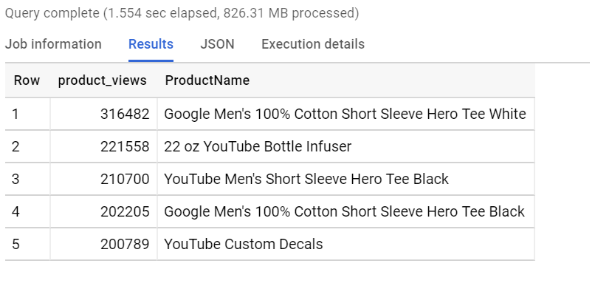 Query complete (1.554 sec elapsed, 826.31 MB processed)
Job information Results JSON Execution details
Row product_views ProductName
1 316482 Google Men's 100% Cotton Short Sleeve Hero Tee White
2 221558 22 oz YouTube Bottle Infuser
3 210700 YouTube Men's Short Sleeve Hero Tee Black
4 202205 Google Men's 100% Cotton Short Sleeve Hero Tee Black
5 200789 YouTube Custom Decals